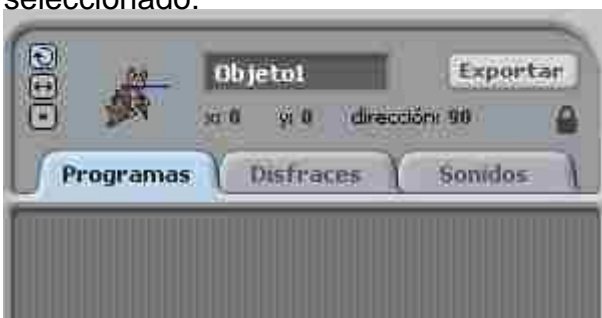 seleccionado.
Objeto1
Exportar
x: 0 y: 0 dirección: 90
Programas
Disfraces
Sonidos